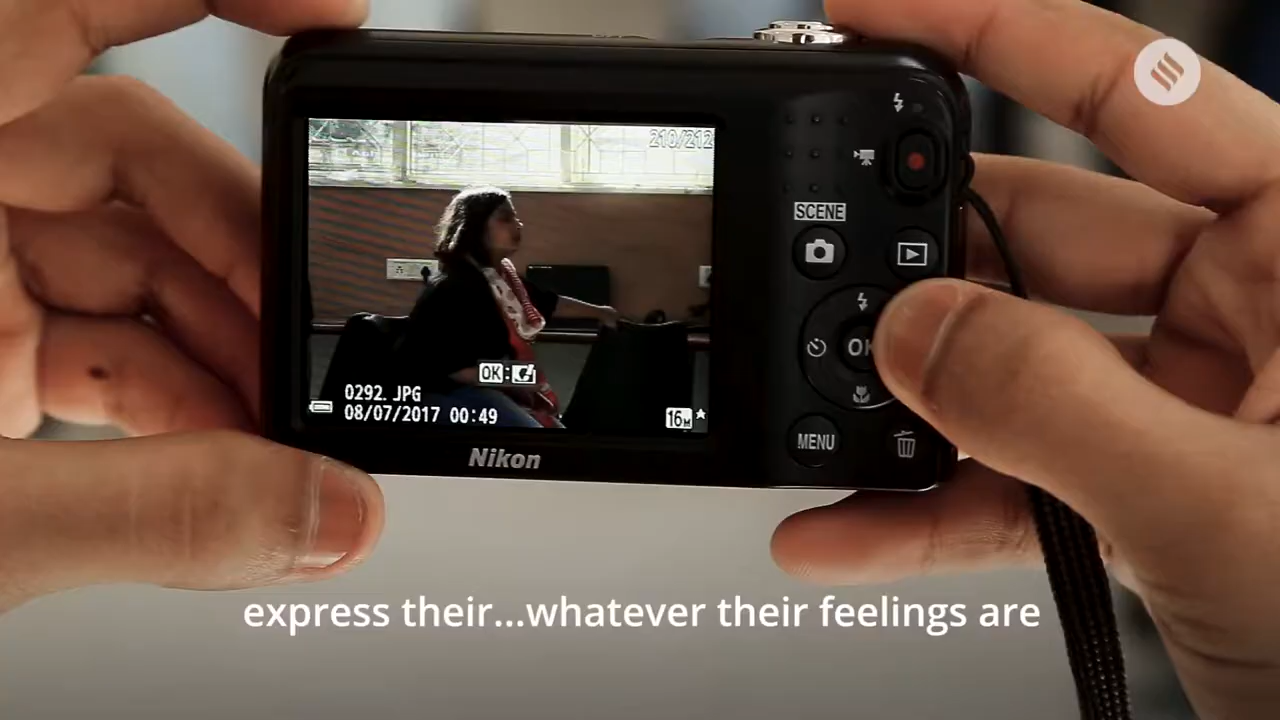 210/212
SCENE
OK:
OK
0292. JPG
08/07/2017 00:49
16M
MENU
Nikon
express their...whatever their feelings are